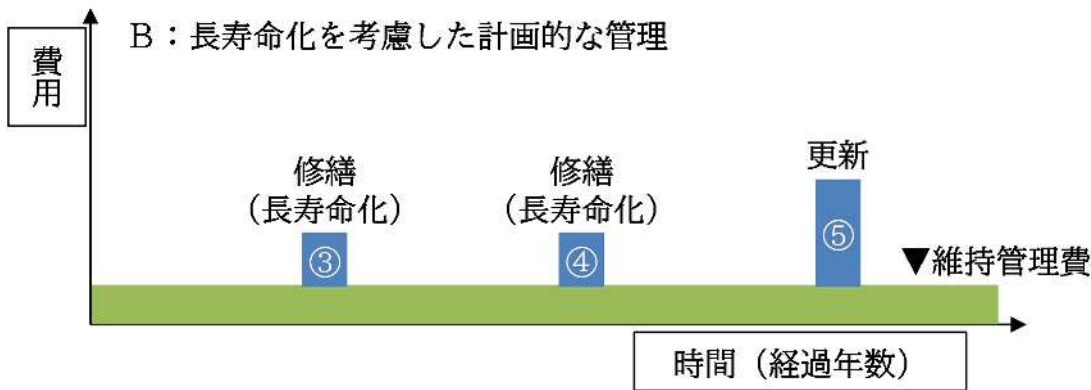 B：長寿命化を考慮した計画的な管理
費
用
修繕
（長寿命化）
修繕
（長寿命化）
更新
③
④
⑤
▼維持管理費
時間（経過年数）